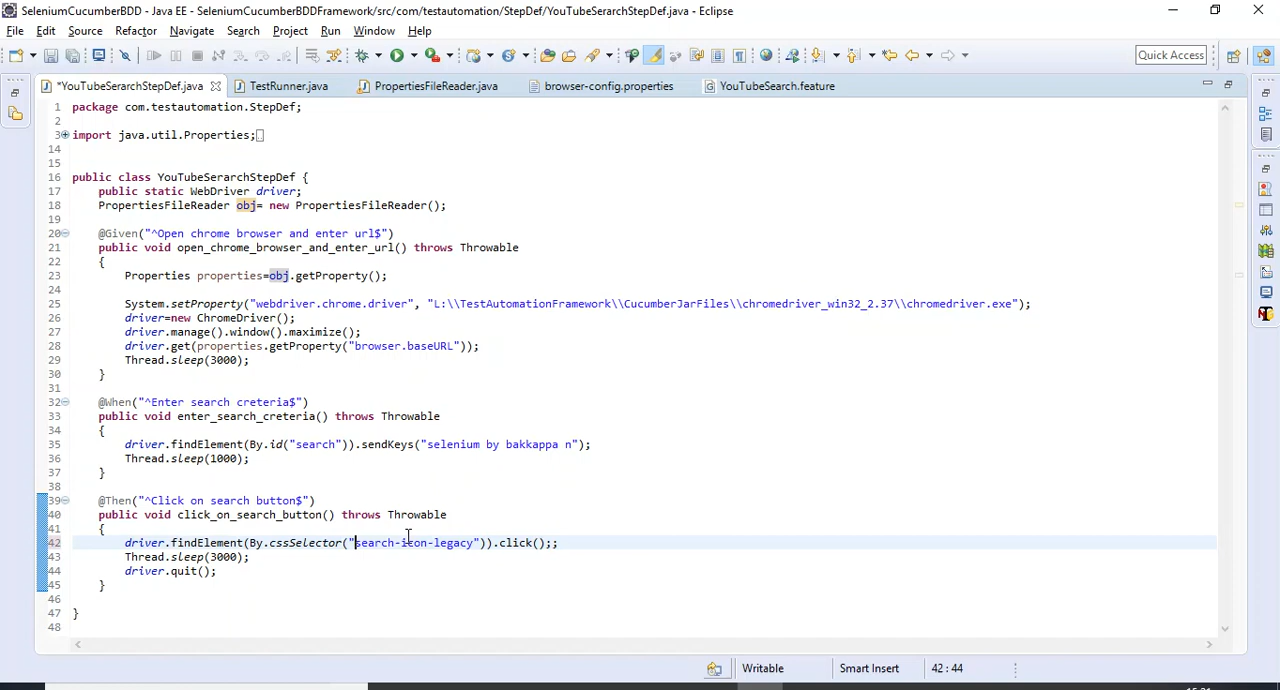 SeleniumCucumberBDD - Java EE - SeleniumCucumberBDDFramework/src/com/testautomation/StepDef/YouTubeSerarchStepDef.java - Eclipse
File Edit Source Refactor Navigate Search Project Run Window Help
Quick Access
*YouTubeSerarchStepDef.java TestRunner.java PropertiesFileReader.java browser-config.properties YouTubeSearch.feature
1 package com.testautomation.StepDef;
2
3 import java.util.Properties;
14
15
16 public class YouTubeSerarchStepDef {
17 public static WebDriver driver;
18 PropertiesFileReader obj= new PropertiesFileReader();
19
20 @Given("^Open chrome browser and enter url$")
21 public void open_chrome_browser_and_enter_url() throws Throwable
22 {
23 Properties properties=obj.getProperty();
24
25 System.setProperty("webdriver.chrome.driver", "L:\\TestAutomationFramework\\CucumberJarFiles\\chromedriver_win32_2.37\\chromedriver.exe");
26 driver=new ChromeDriver();
27 driver.manage().window().maximize();
28 driver.get(properties.getProperty("browser.baseURL"));
29 Thread.sleep(3000);
30 }
31
32 @When("^Enter search creteria$")
33 public void enter_search_creteria() throws Throwable
34 {
35 driver.findElement(By.id("search")).sendKeys("selenium by bakkappa n");
36 Thread.sleep(1000);
37 }
38
39 @Then("^Click on search button$")
40 public void click_on_search_button() throws Throwable
41 {
42 driver.findElement(By.cssSelector("search-icon-legacy")).click();;
43 Thread.sleep(3000);
44 driver.quit();
45 }
46
47 }
48
Writable Smart Insert 42 : 44